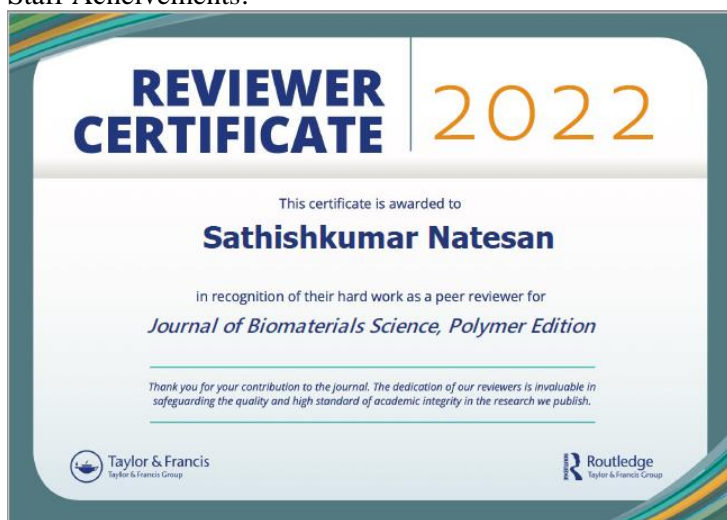 Staff Acheivements:
REVIEWER
CERTIFICATE
2022
This certificate is awarded to
Sathishkumar Natesan
in recognition of their hard work as a peer reviewer for
Journal of Biomaterials Science, Polymer Edition
Thank you for your contribution to the journal. The dedication of our reviewers is invaluable in
safeguarding the quality and high standard of academic integrity in the research we publish.
Taylor & Francis
Taylor & Francis Group
ROUTLEDGE
Routledge
Taylor & Francis Group